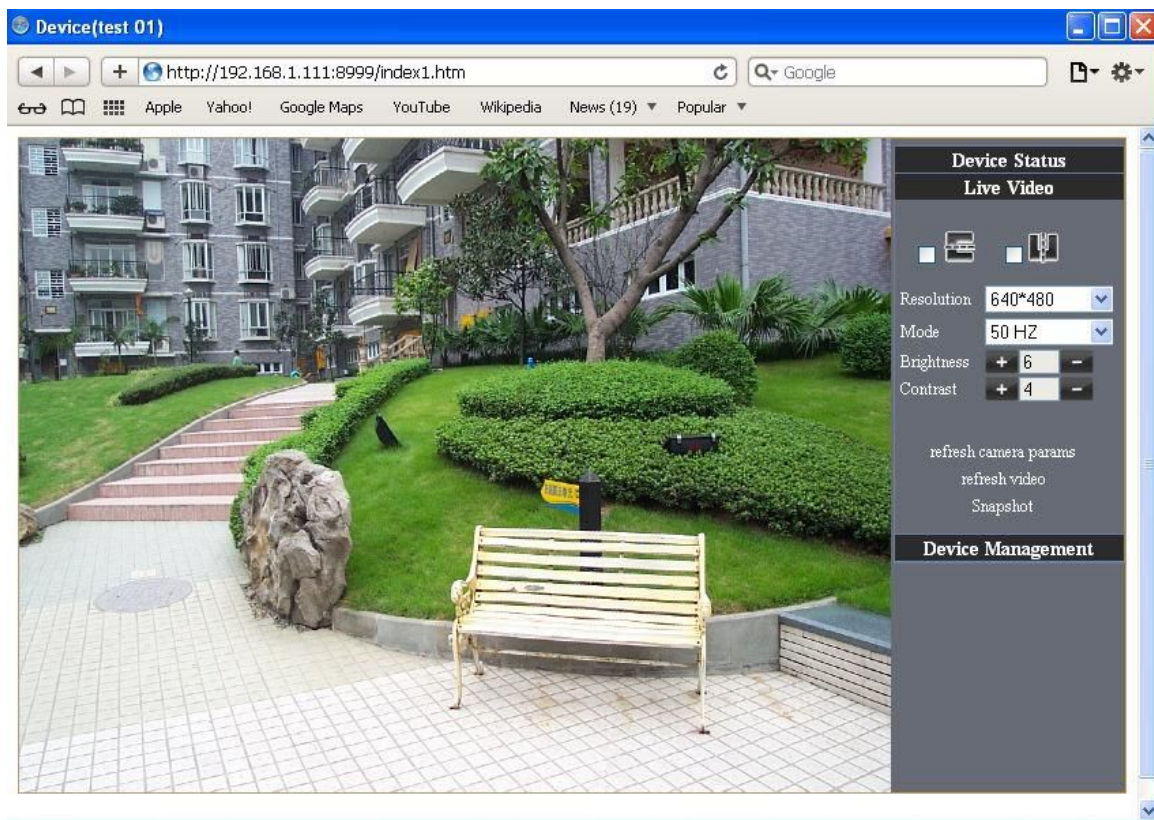 Device(test 01)
http://192.168.1.111:8999/index1.htm
Google
Apple Yahoo! Google Maps YouTube Wikipedia News (19) Popular
Device Status
Live Video
Resolution 640*480
Mode 50 HZ
Brightness + 6 −
Contrast + 4 −
refresh camera params
refresh video
Snapshot
Device Management